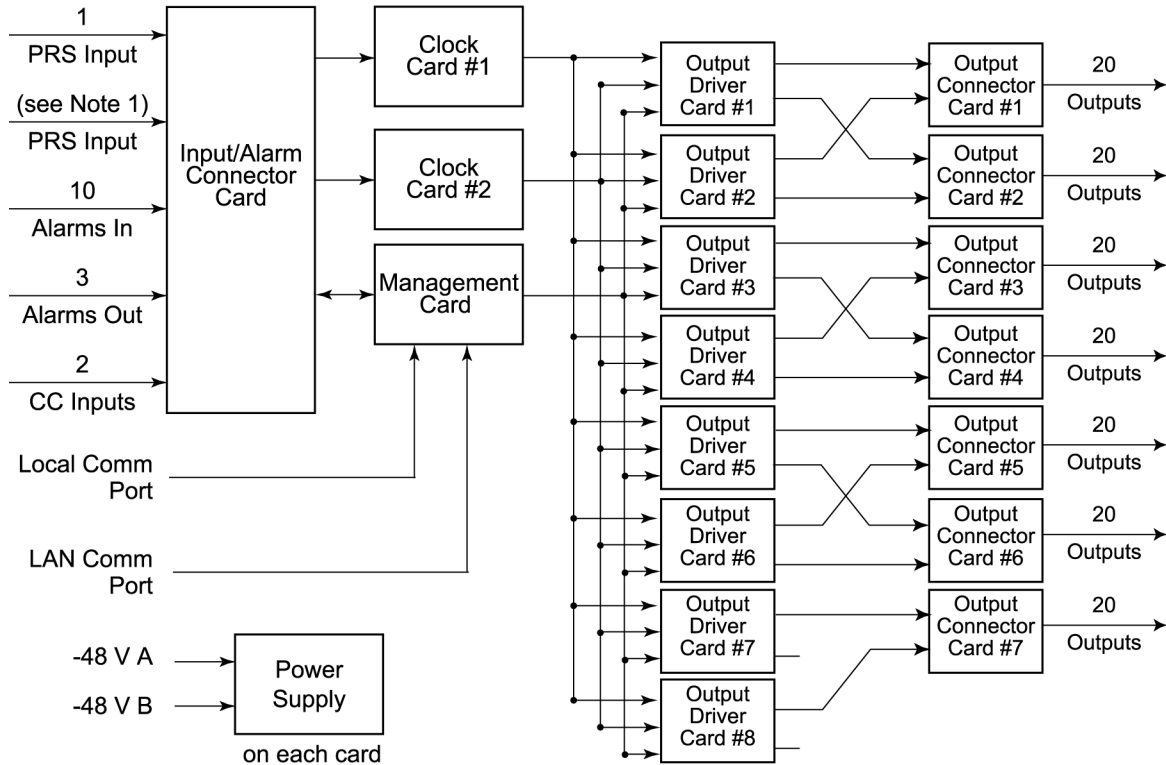 1
PRS Input
(see Note 1)
PRS Input
10
Alarms In
3
Alarms Out
2
CC Inputs
Local Comm
Port
LAN Comm
Port
-48 V A
-48 V B
Power
Supply
on each card
Input/Alarm
Connector
Card
Clock
Card #1
Clock
Card #2
Management
Card
Output
Driver
Card #1
Output
Driver
Card #2
Output
Driver
Card #3
Output
Driver
Card #4
Output
Driver
Card #5
Output
Driver
Card #6
Output
Driver
Card #7
Output
Driver
Card #8
Output
Connector
Card #1
Output
Connector
Card #2
Output
Connector
Card #3
Output
Connector
Card #4
Output
Connector
Card #5
Output
Connector
Card #6
Output
Connector
Card #7
20
Outputs
20
Outputs
20
Outputs
20
Outputs
20
Outputs
20
Outputs
20
Outputs